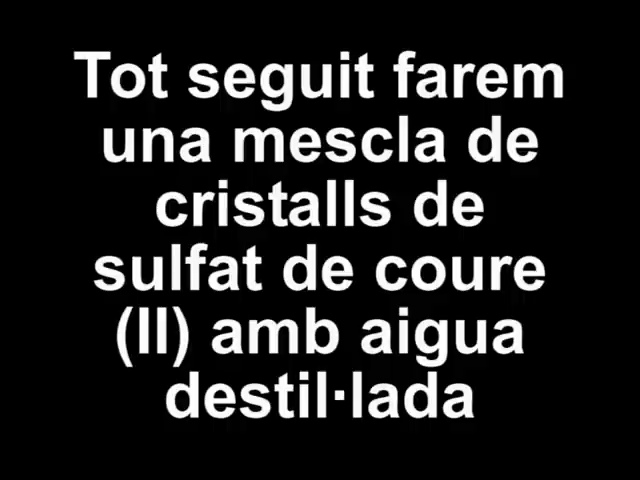 Tot seguit farem
una mescla de
cristalls de
sulfat de coure
(II) amb aigua
destil·lada